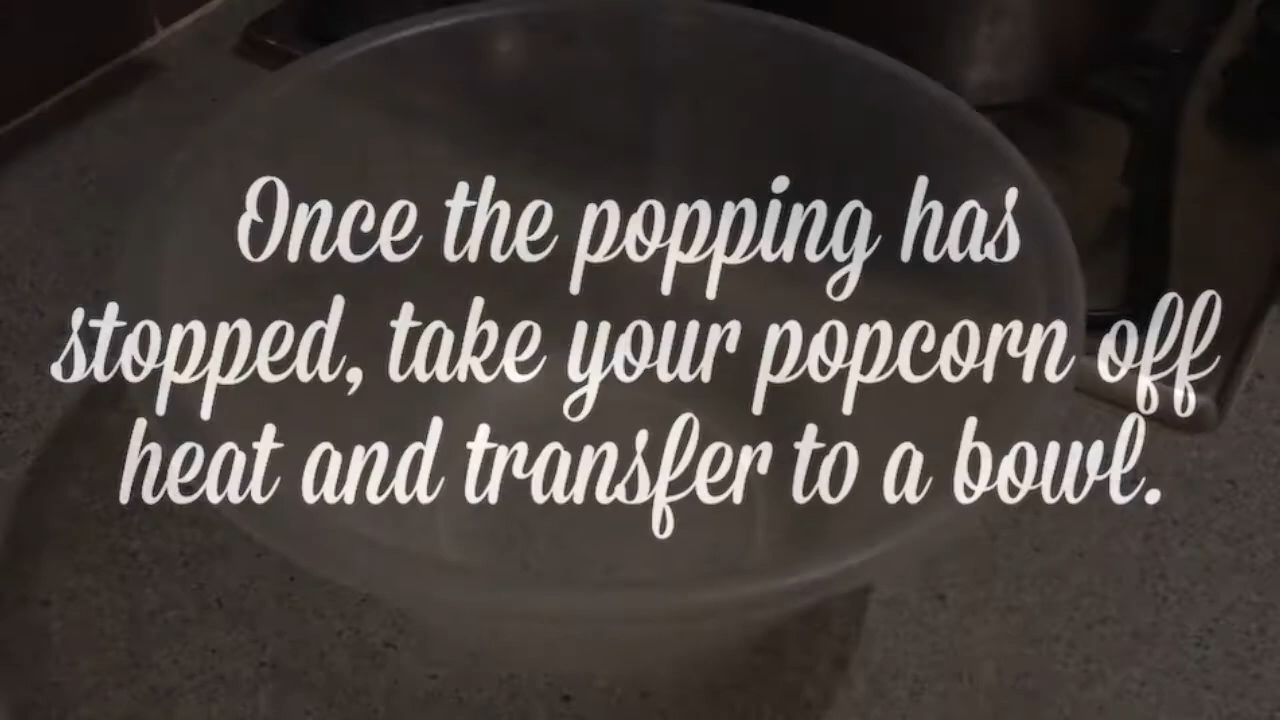 Once the popping has
stopped, take your popcorn off
heat and transfer to a bowl.